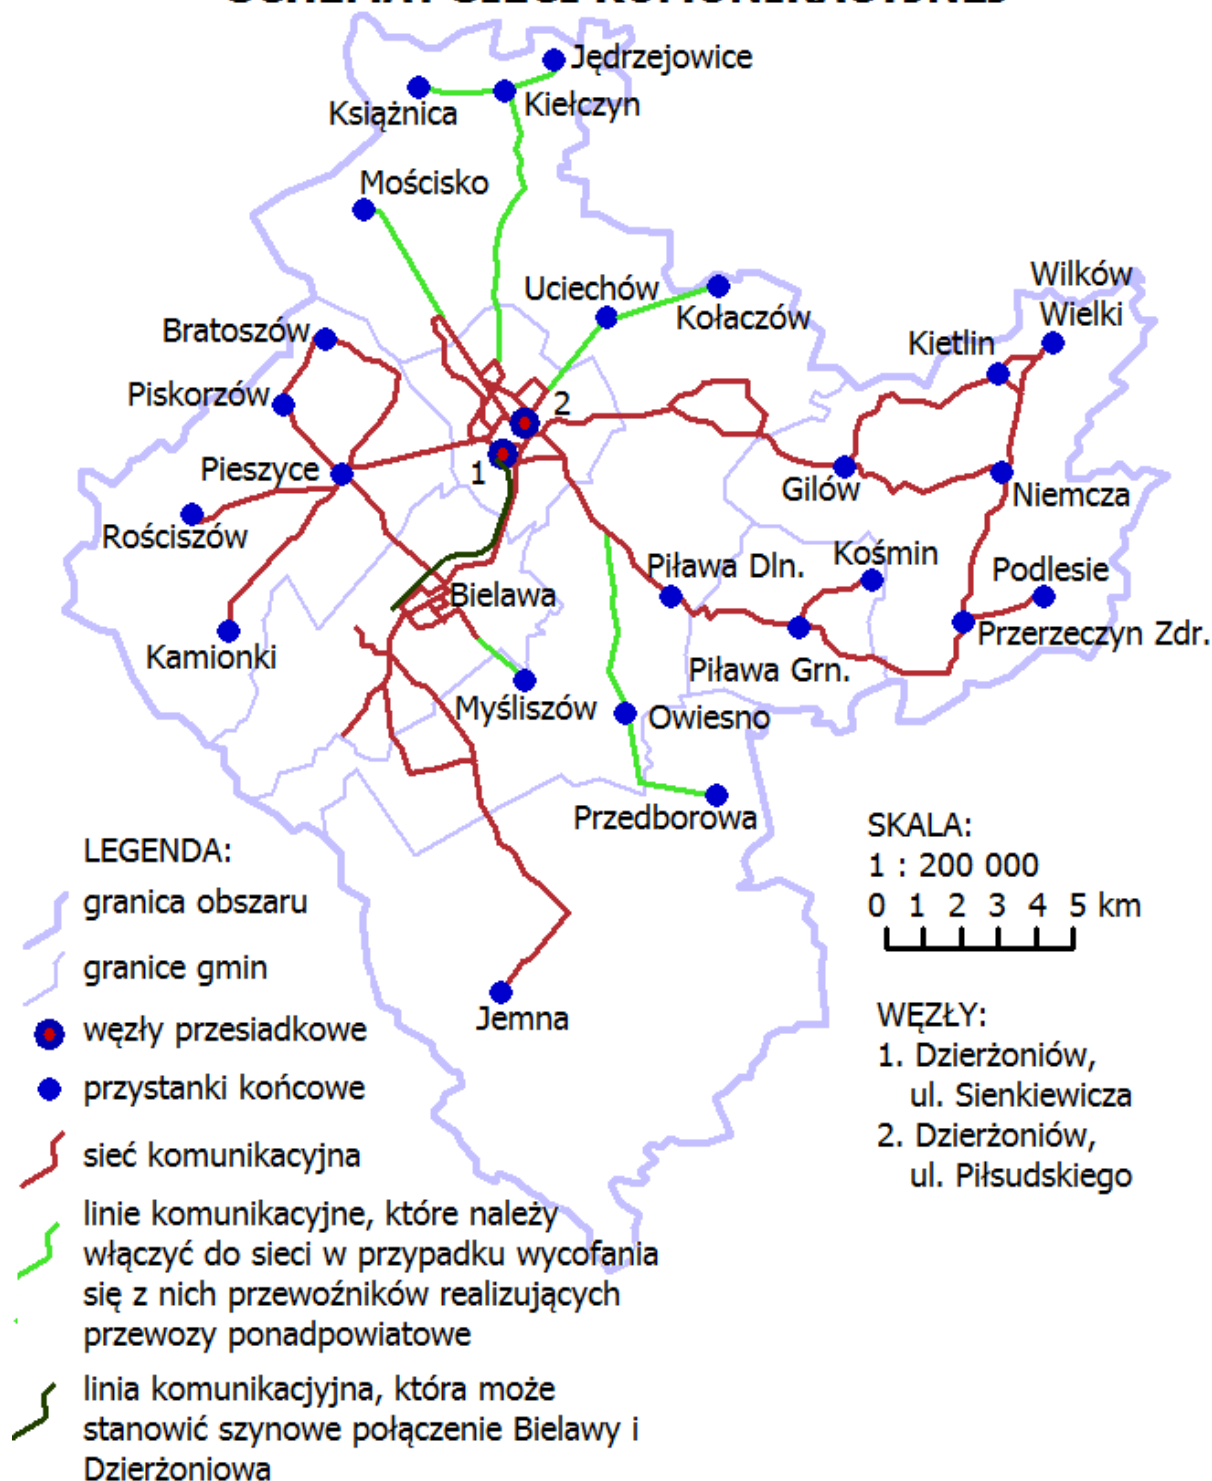 SCHEMAT SIECI KOMUNIKACYJNEJ
Jędrzejowice
Książnica
Kiełczyn
Mościsko
Uciechów
Kołaczów
Wilków
Wielki
Bratoszów
Kietlin
Piskorzów
2
Pieszyce
1
Gilów
Niemcza
Rościszów
Kośmin
Piława Dln.
Podlesie
Bielawa
Przerzeczyn Zdr.
Kamionki
Piława Grn.
Myśliszów
Owiesno
Przedborowa
Jemna
SKALA:
1 : 200 000
0 1 2 3 4 5 km
LEGENDA:
granica obszaru
granice gmin
węzły przesiadkowe
przystanki końcowe
sieć komunikacyjna
linie komunikacyjne, które należy
włączyć do sieci w przypadku wycofania
się z nich przewoźników realizujących
przewozy ponadpowiatowe
linia komunikacjyjna, która może
stanowić szynowe połączenie Bielawy i
Dzierżoniowa
WĘZŁY:
1. Dzierżoniów,
ul. Sienkiewicza
2. Dzierżoniów,
ul. Piłsudskiego